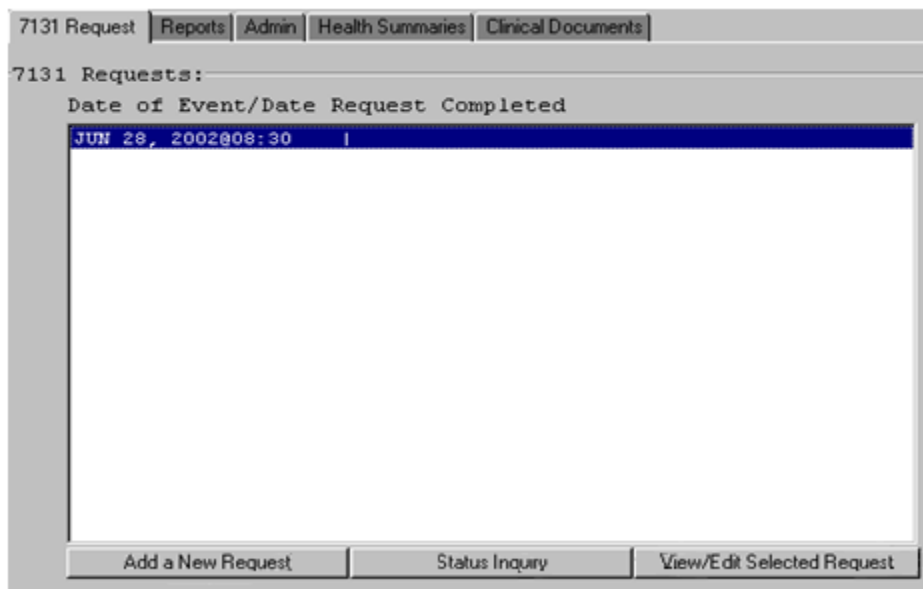 7131 Request Reports Admin Health Summaries Clinical Documents
7131 Requests:
Date of Event/Date Request Completed
JUN 28, 2002@08:30 |
Add a New Request Status Inquiry View/Edit Selected Request